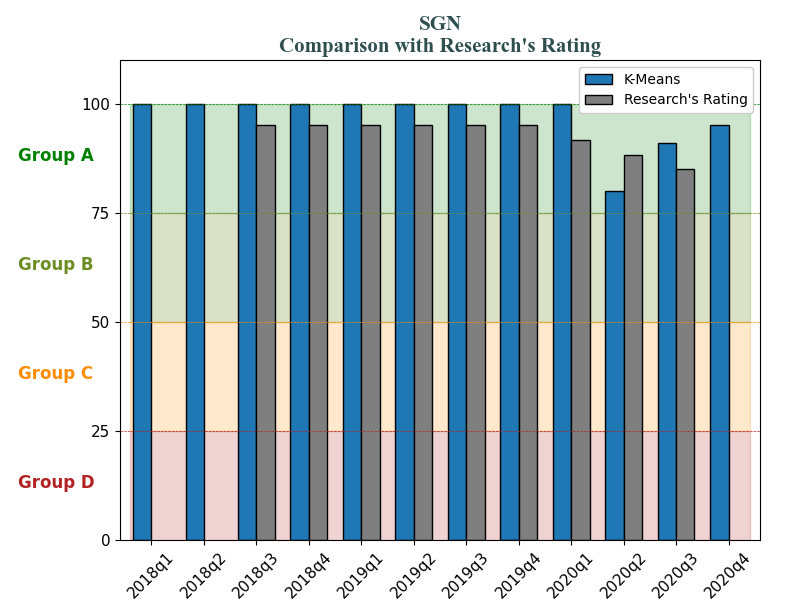 SGN
Comparison with Research's Rating
K-Means
Research's Rating
100
Group A
75
Group B
50
Group C
25
Group D
0
2018q1 2018q2 2018q3 2018q4 2019q1 2019q2 2019q3 2019q4 2020q1 2020q2 2020q3 2020q4